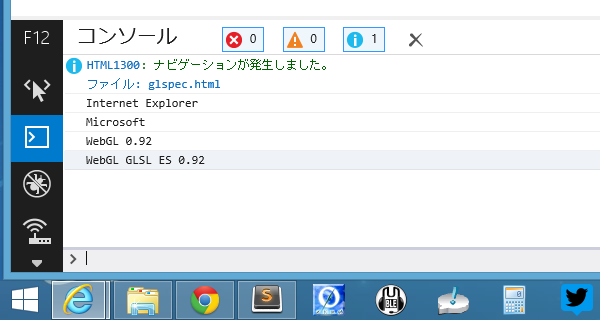 F12 コンソール 0 0 1
HTML1300: ナビゲーションが発生しました。
ファイル: glspec.html
Internet Explorer
Microsoft
WebGL 0.92
WebGL GLSL ES 0.92